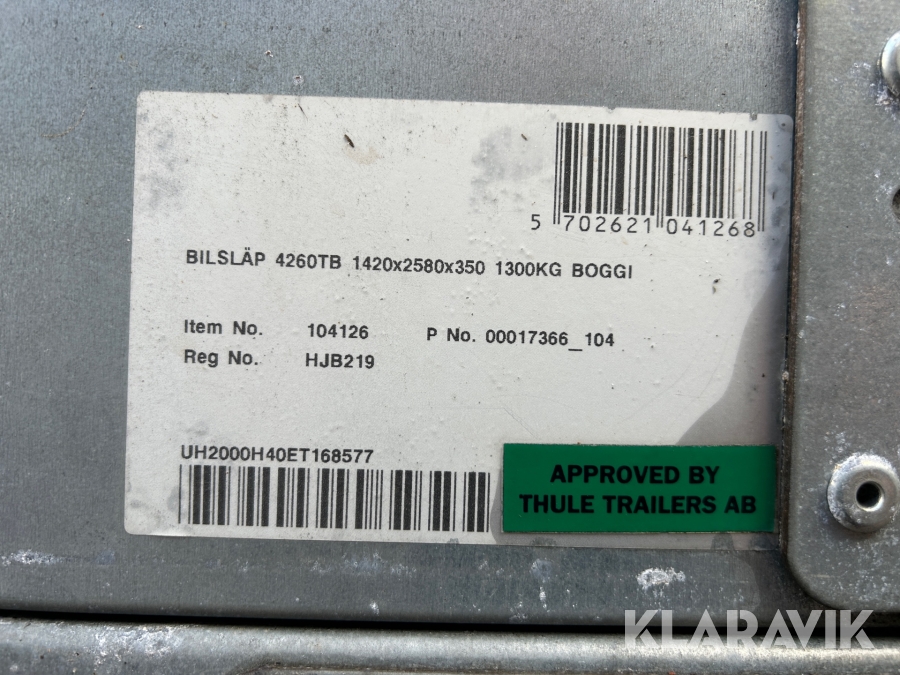 5 702621 041268
BILSLÄP 4260TB 1420x2580x350 1300KG BOGGI
Item No. 104126 P No. 00017366_104
Reg No. HJB219
UH2000H40ET168577
APPROVED BY
THULE TRAILERS AB
KLARAVIK